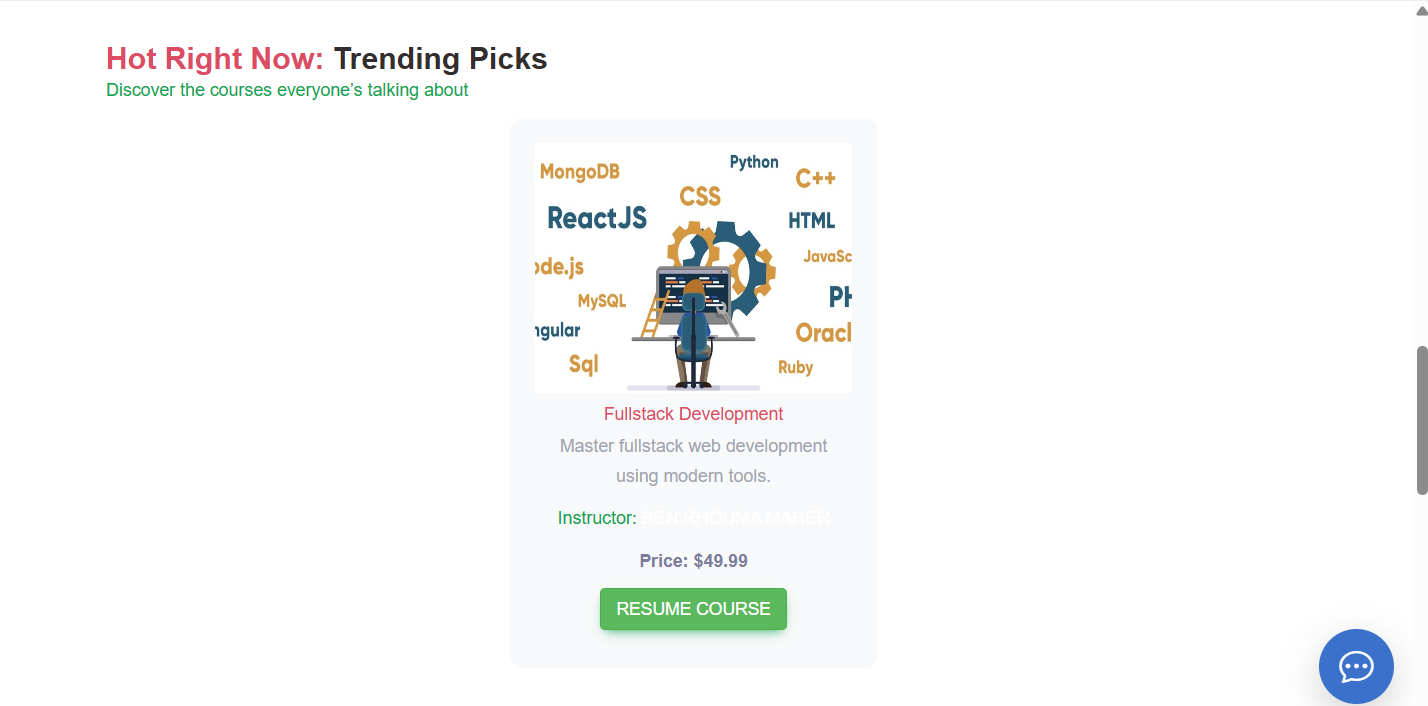 Hot Right Now: Trending Picks
Discover the courses everyone’s talking about
Python
MongoDB
C++
CSS
ReactJS
HTML
JavaSc
ode.js
PH
MySQL
ngular
Oracl
Sql
Ruby
Fullstack Development
Master fullstack web development
using modern tools.
Instructor: BEN RHOUMA MAHER
Price: $49.99
RESUME COURSE